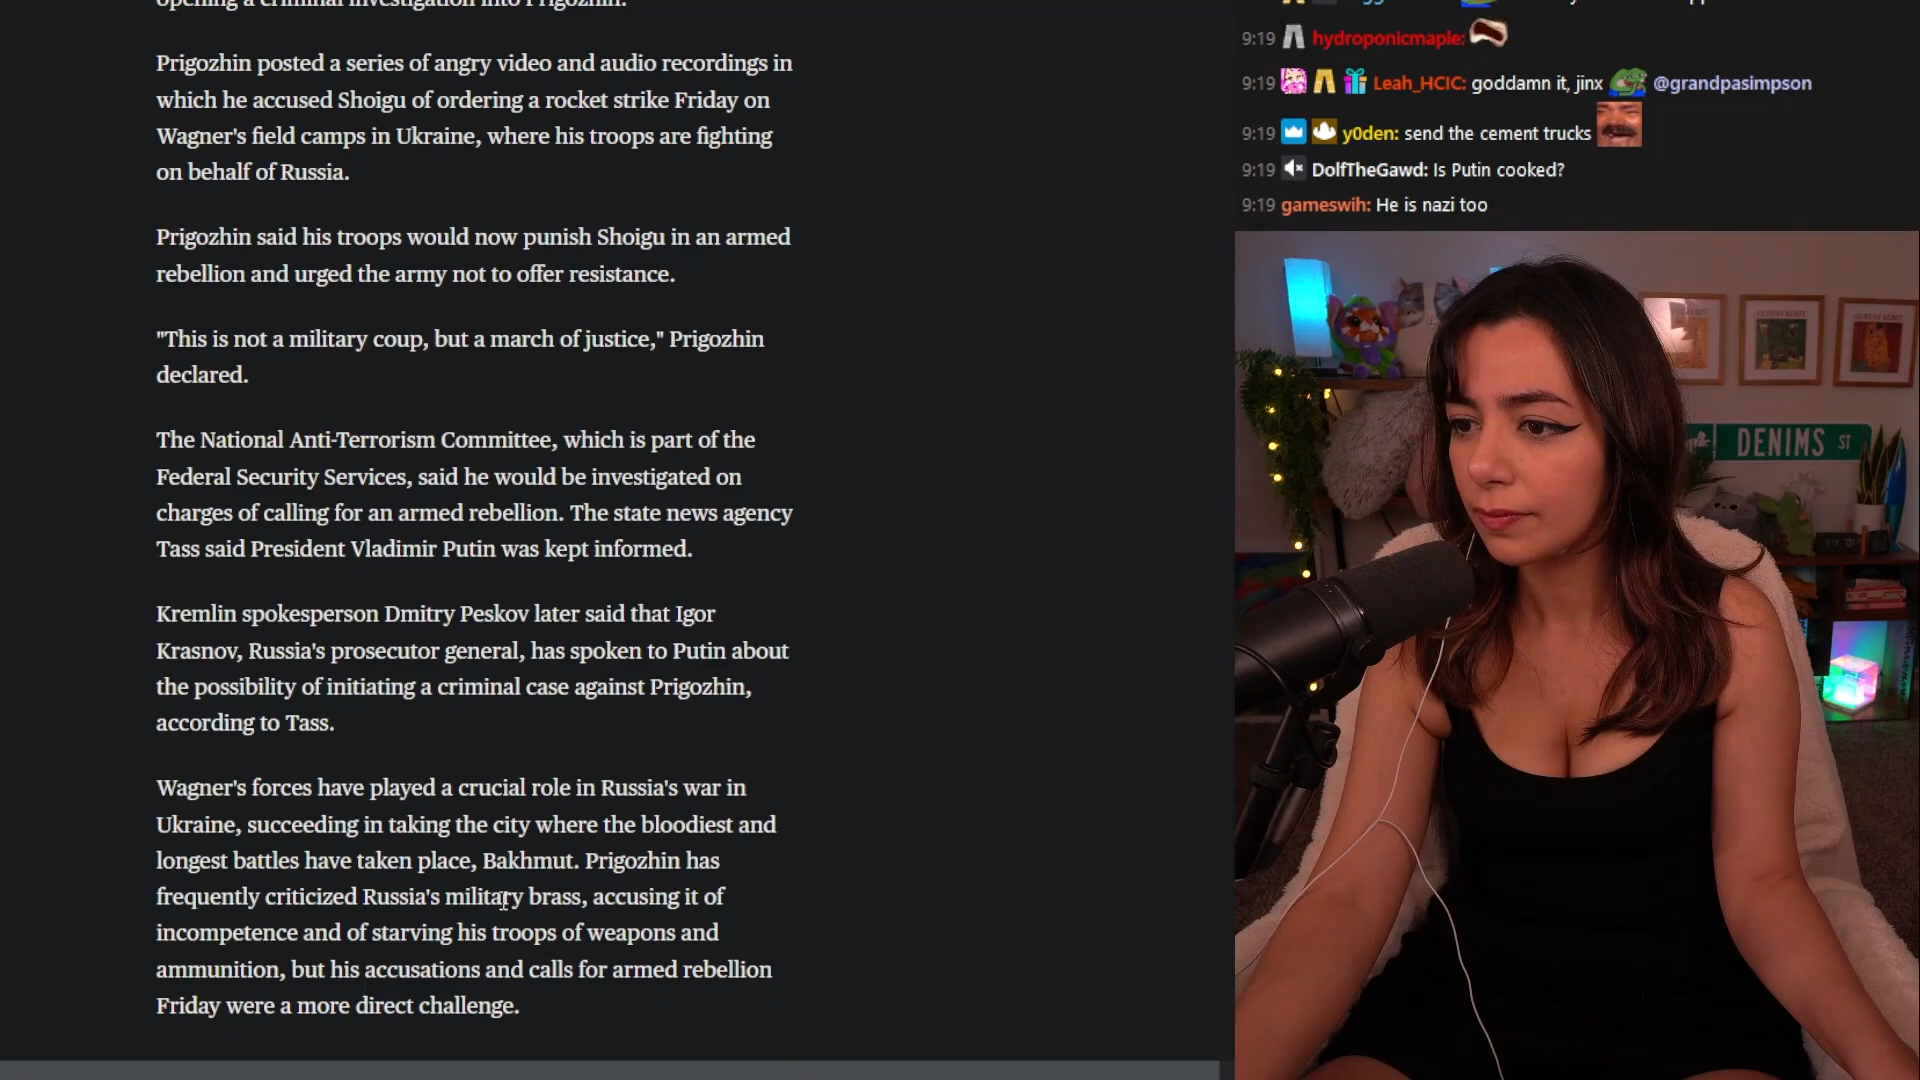 Prigozhin posted a series of angry video and audio recordings in
which he accused Shoigu of ordering a rocket strike Friday on
Wagner's field camps in Ukraine, where his troops are fighting
on behalf of Russia.
Prigozhin said his troops would now punish Shoigu in an armed
rebellion and urged the army not to offer resistance.
"This is not a military coup, but a march of justice," Prigozhin
declared.
The National Anti-Terrorism Committee, which is part of the
Federal Security Services, said he would be investigated on
charges of calling for an armed rebellion. The state news agency
Tass said President Vladimir Putin was kept informed.
Kremlin spokesperson Dmitry Peskov later said that Igor
Krasnov, Russia's prosecutor general, has spoken to Putin about
the possibility of initiating a criminal case against Prigozhin,
according to Tass.
Wagner's forces have played a crucial role in Russia's war in
Ukraine, succeeding in taking the city where the bloodiest and
longest battles have taken place, Bakhmut. Prigozhin has
frequently criticized Russia's military brass, accusing it of
incompetence and of starving his troops of weapons and
ammunition, but his accusations and calls for armed rebellion
Friday were a more direct challenge.
9:19 hydroponicmaple:
9:19 Leah_HCIC: goddamn it, jinx @grandpasimpson
9:19 y0den: send the cement trucks
9:19 DolfTheGawd: Is Putin cooked?
9:19 gameswih: He is nazi too
GUSTAV KLIMT
GUSTAV KLIMT
DENIMS ST